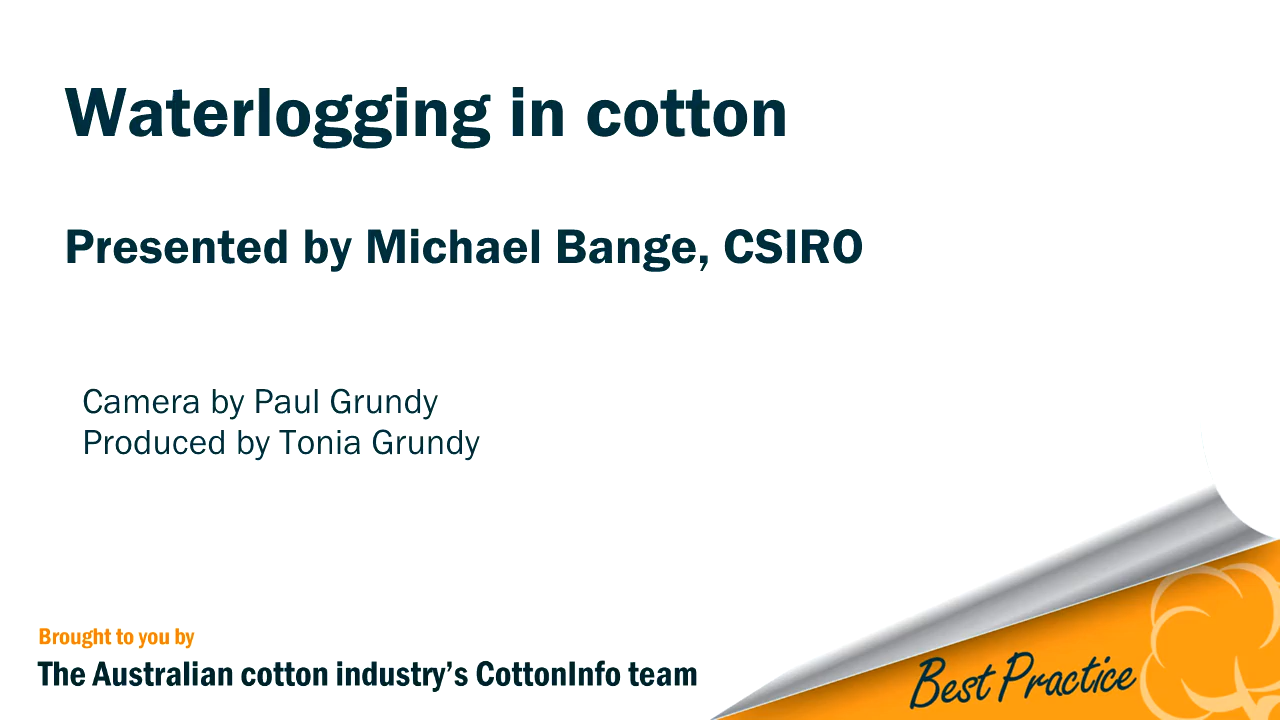 Waterlogging in cotton
Presented by Michael Bange, CSIRO
Camera by Paul Grundy
Produced by Tonia Grundy
Brought to you by
The Australian cotton industry's CottonInfo team
Best Practice